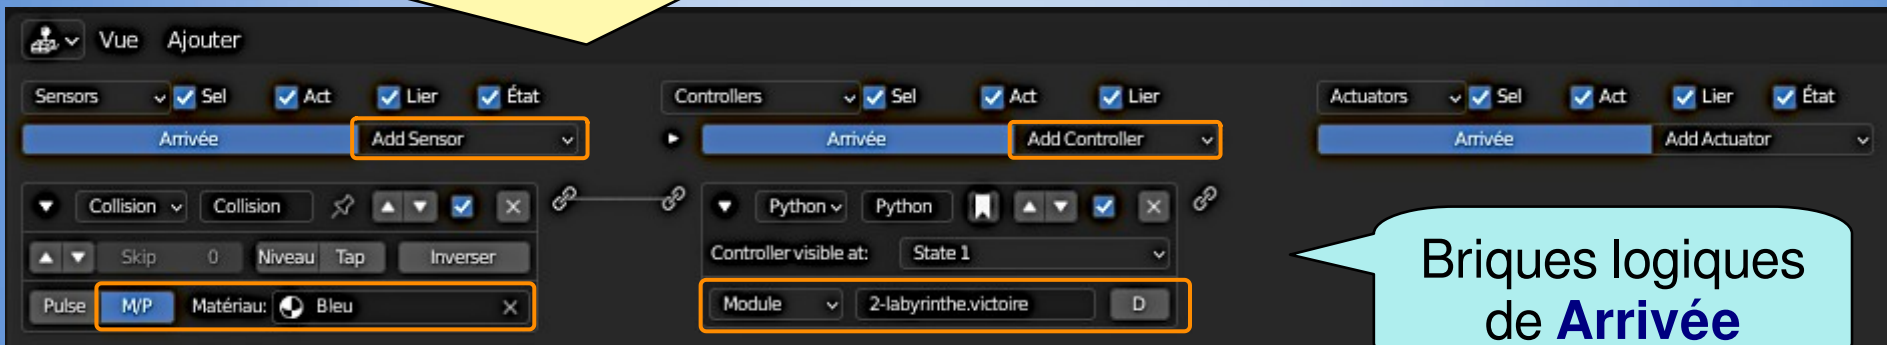 Vue Ajouter
Sensors Sel Act Lier État Controllers Sel Act Lier Actuators Sel Act Lier État
Arrivée Add Sensor Arrivée Add Controller Arrivée Add Actuator
Collision Collision Python Python
Skip 0 Niveau Tap Inverser Controller visible at: State 1
Pulse M/P Matériau: Bleu Module 2-labyrinthe.victoire D
Briques logiques
de Arrivée